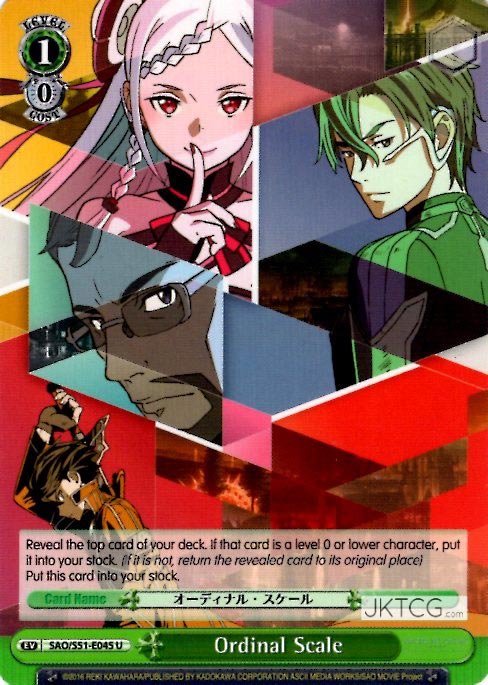 LEVEL
1
0
COST
Reveal the top card of your deck. If that card is a level 0 or lower character, put
it into your stock. (If it is not, return the revealed card to its original place)
Put this card into your stock.
Card Name
オーディナル・スケール
JKTCG.com
EV SAO/S51-E045 U
Ordinal Scale
©2016 REKI KAWAHARA/PUBLISHED BY KADOKAWA CORPORATION ASCII MEDIA WORKS/SAO MOVIE Project